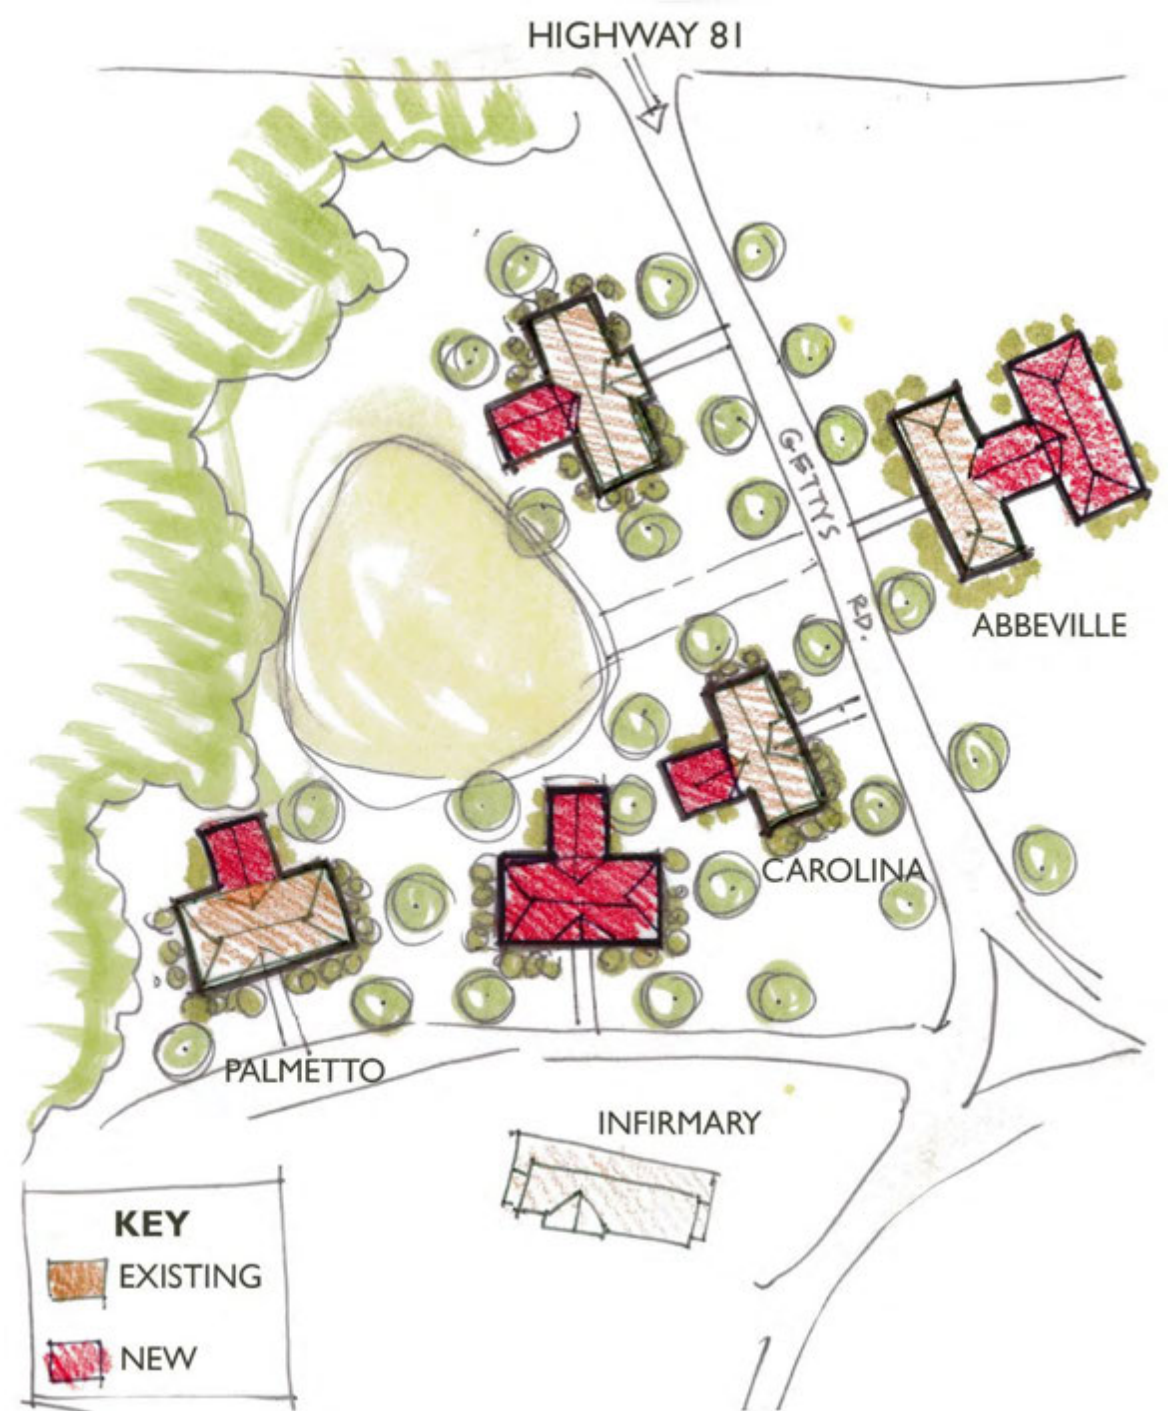 HIGHWAY 81
GETTYS RD.
ABBEVILLE
CAROLINA
PALMETTO
INFIRMARY
KEY
EXISTING
NEW